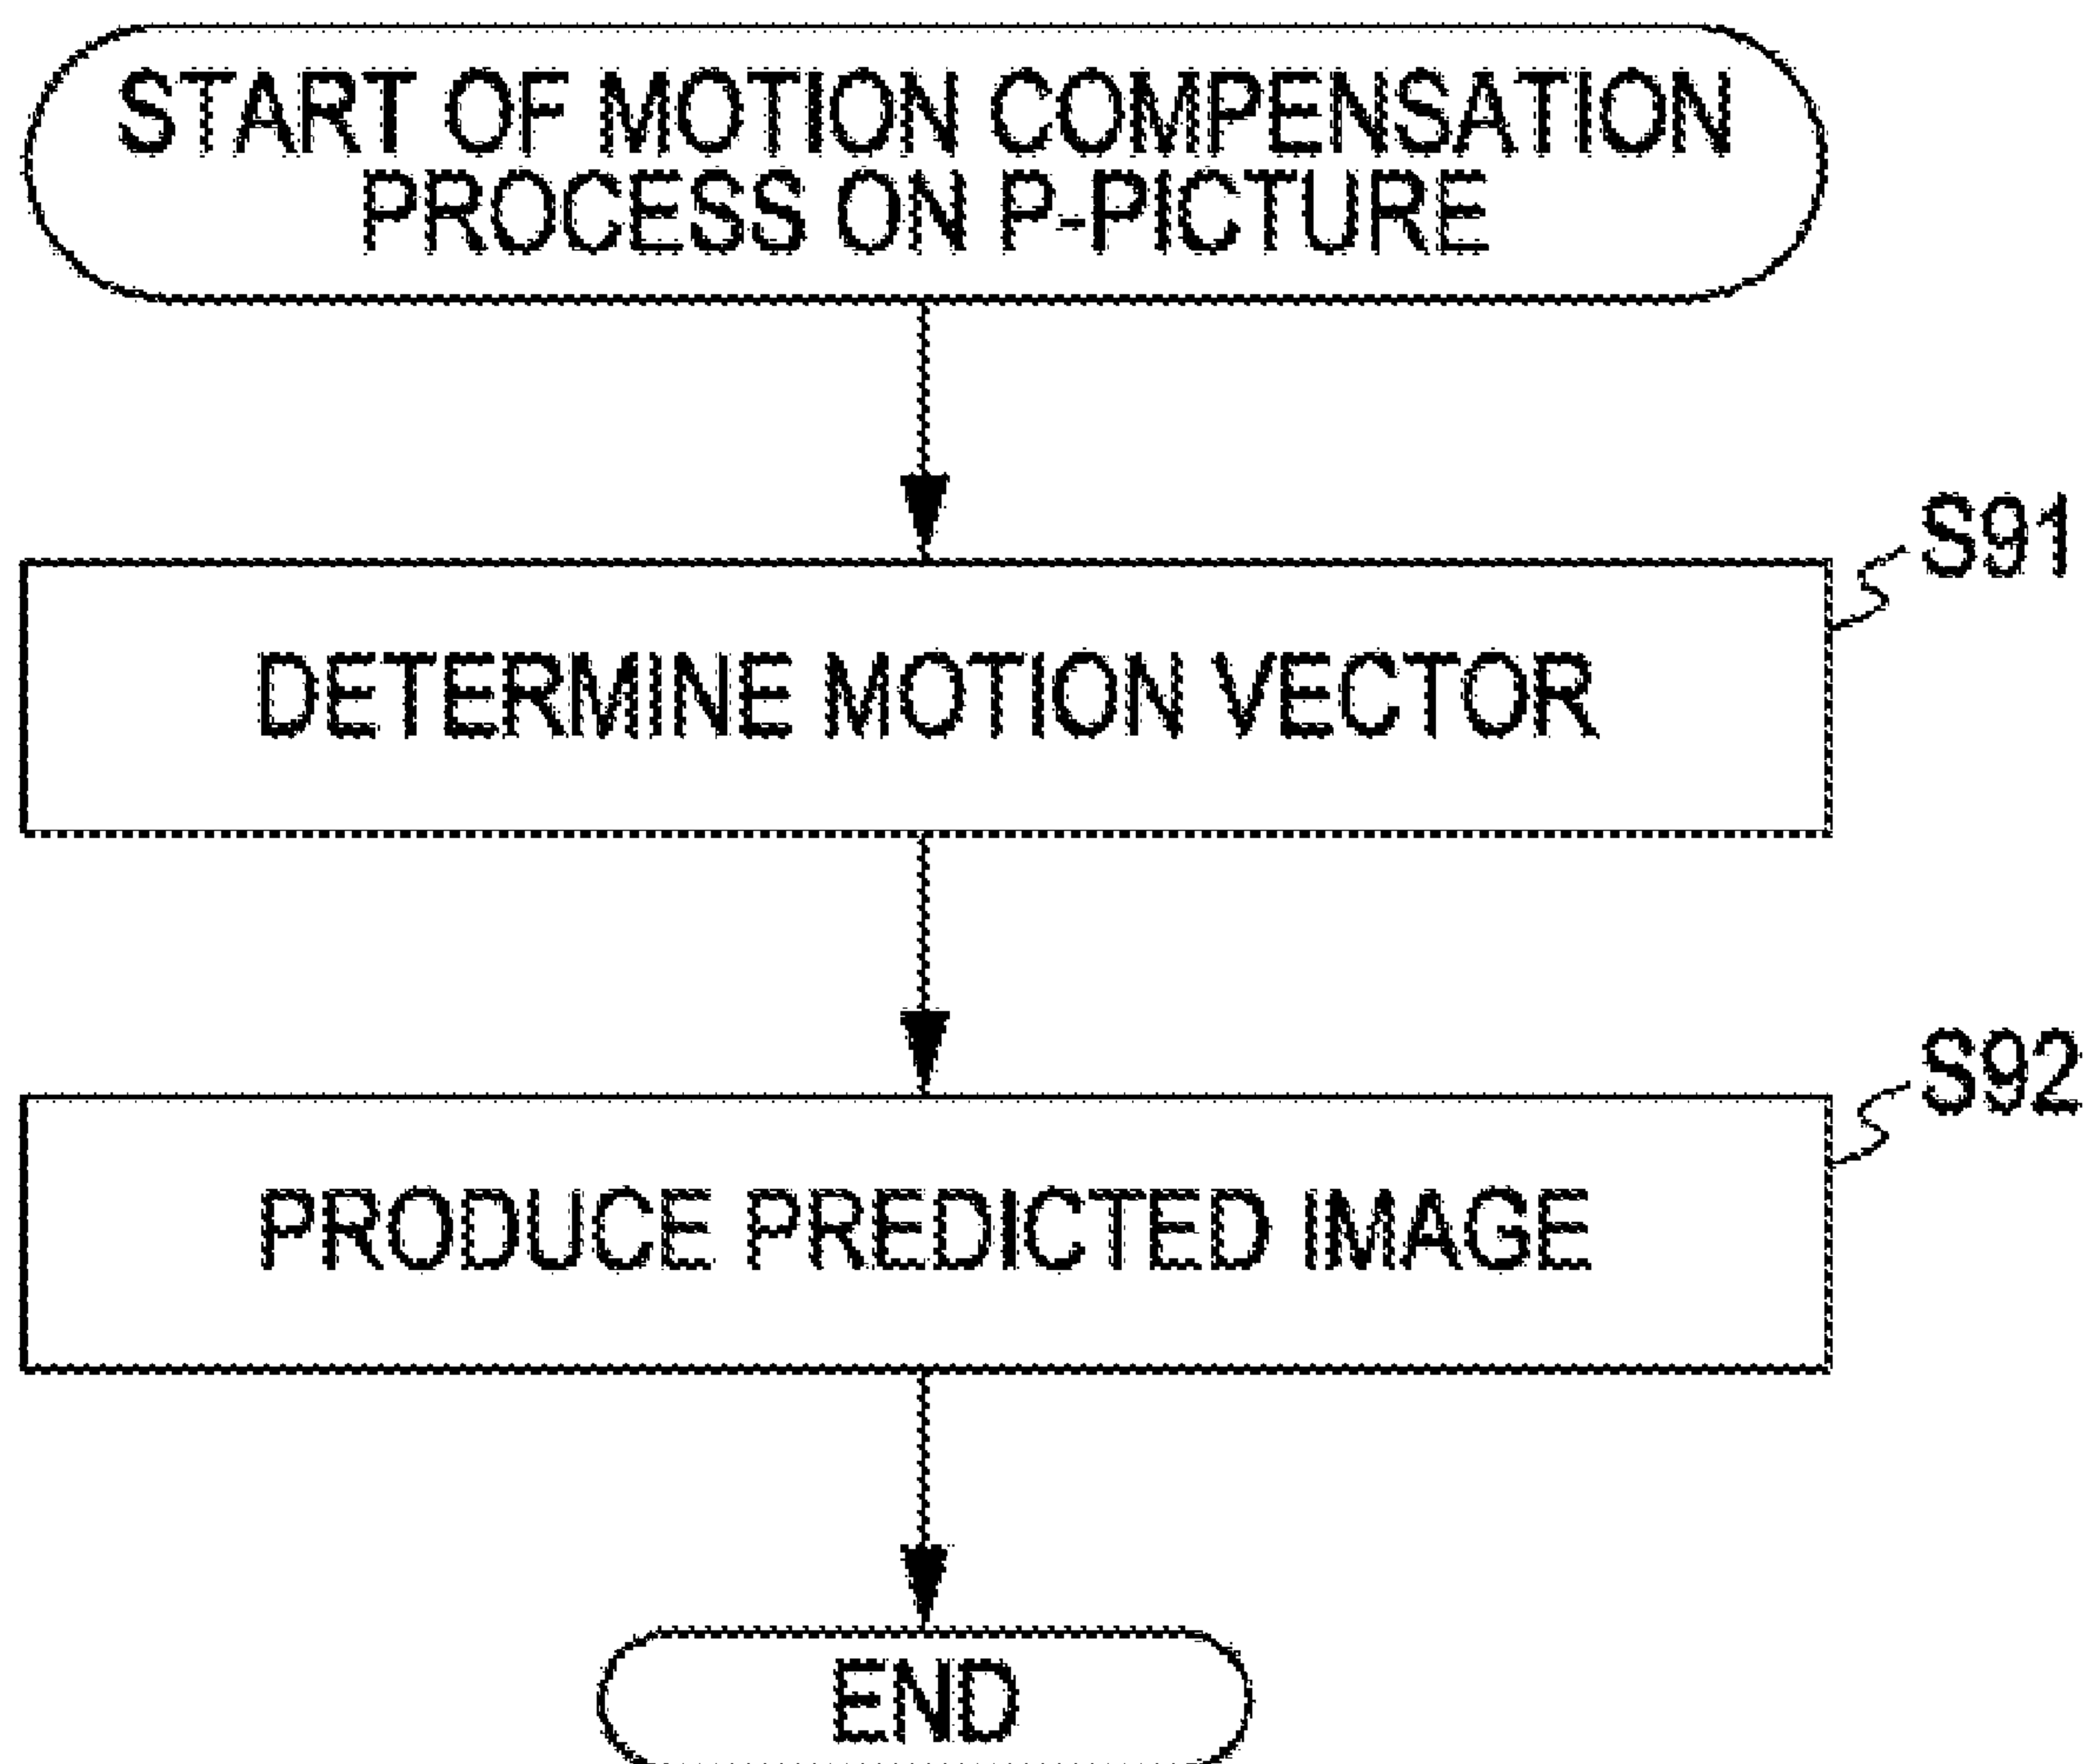 START OF MOTION COMPENSATION
PROCESS ON P-PICTURE
S91
DETERMINE MOTION VECTOR
S92
PRODUCE PREDICTED IMAGE
END